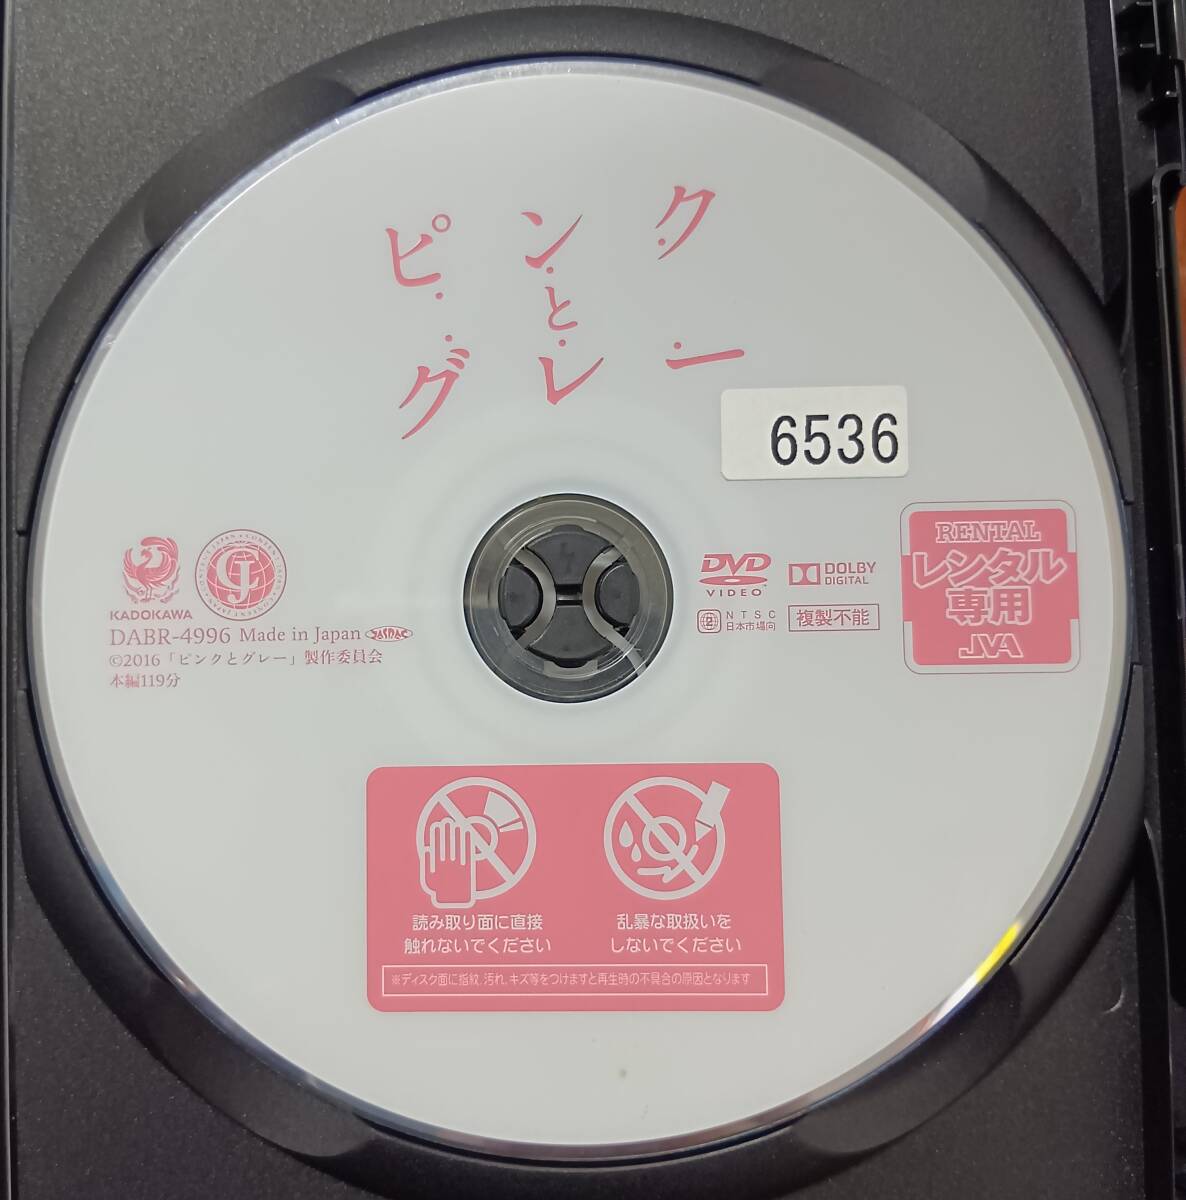 ピンク
と
グレー
6536
RENTAL
レンタル
専用
JVA
KADOKAWA
CONTENT JAPAN
CJ
DVD
VIDEO
DOLBY
DIGITAL
DABR-4996 Made in Japan JASRAC
©2016「ピンクとグレー」製作委員会
本編119分
2
NTSC
日本市場向
複製不能
読み取り面に直接
触れないでください
乱暴な取扱いを
しないでください
※ディスク面に指紋、汚れ、キズ等をつけますと再生時の不具合の原因となります